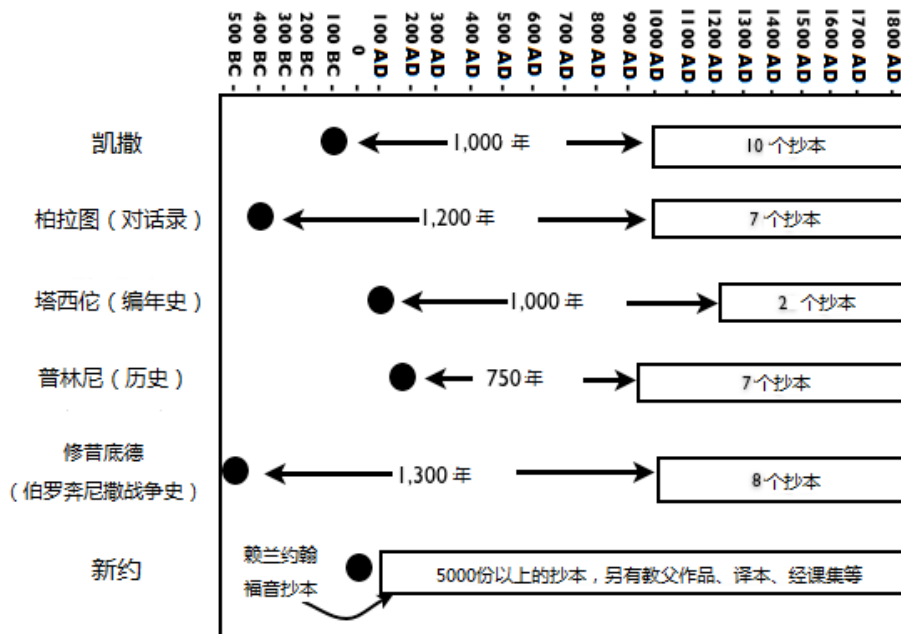 500 BC
400 BC
300 BC
200 BC
100 BC
0
100 AD
200 AD
300 AD
400 AD
500 AD
600 AD
700 AD
800 AD
900 AD
1000 AD
1100 AD
1200 AD
1300 AD
1400 AD
1500 AD
1600 AD
1700 AD
1800 AD
凯撒
1,000 年
10 个抄本
柏拉图（对话录）
1,200 年
7 个抄本
塔西佗（编年史）
1,000 年
2 个抄本
普林尼（历史）
750 年
7 个抄本
修昔底德
（伯罗奔尼撒战争史）
1,300 年
8 个抄本
新约
赖兰约翰
福音抄本
5000份以上的抄本，另有教父作品、译本、经课集等